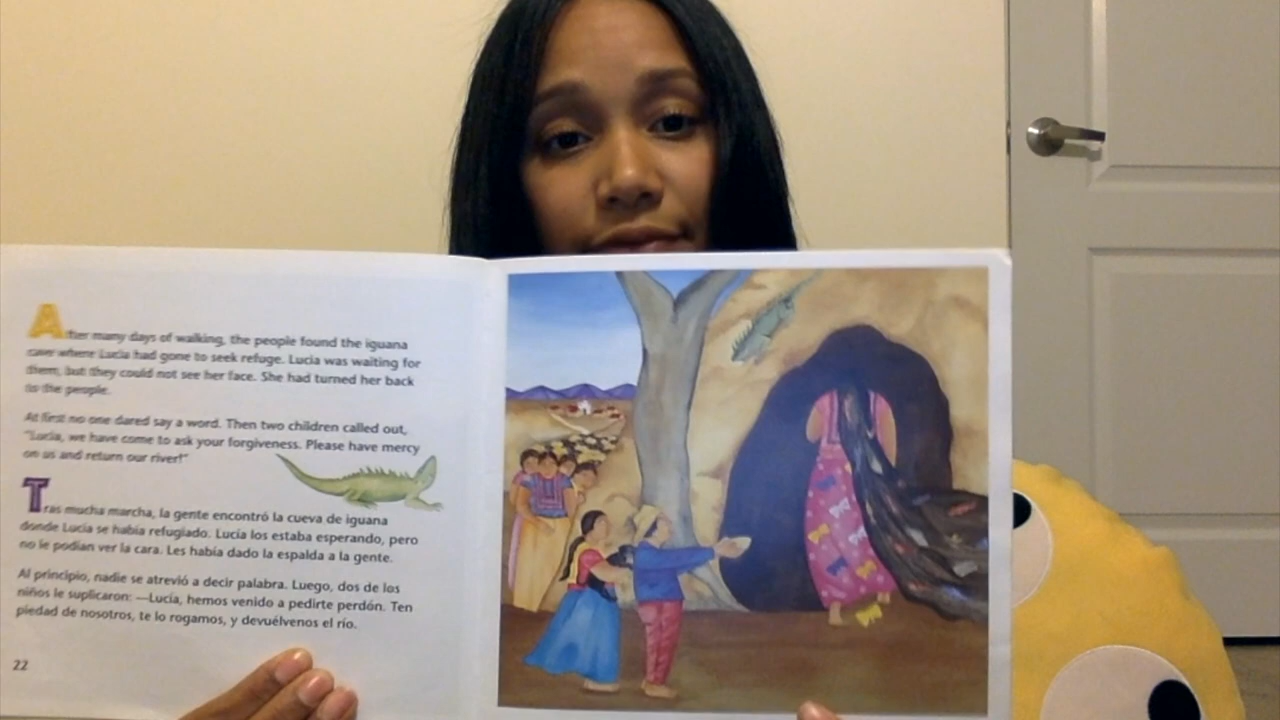 After many days of walking, the people found the iguana
cave where Lucia had gone to seek refuge. Lucia was waiting for
them, but they could not see her face. She had turned her back
to the people.
At first no one dared say a word. Then two children called out,
"Lucia, we have come to ask your forgiveness. Please have mercy
on us and return our river!"
Tras mucha marcha, la gente encontró la cueva de iguana
donde Lucía se había refugiado. Lucía los estaba esperando, pero
no le podían ver la cara. Les había dado la espalda a la gente.
Al principio, nadie se atrevió a decir palabra. Luego, dos de los
niños le suplicaron: —Lucía, hemos venido a pedirte perdón. Ten
piedad de nosotros, te lo rogamos, y devuélvenos el río.
22